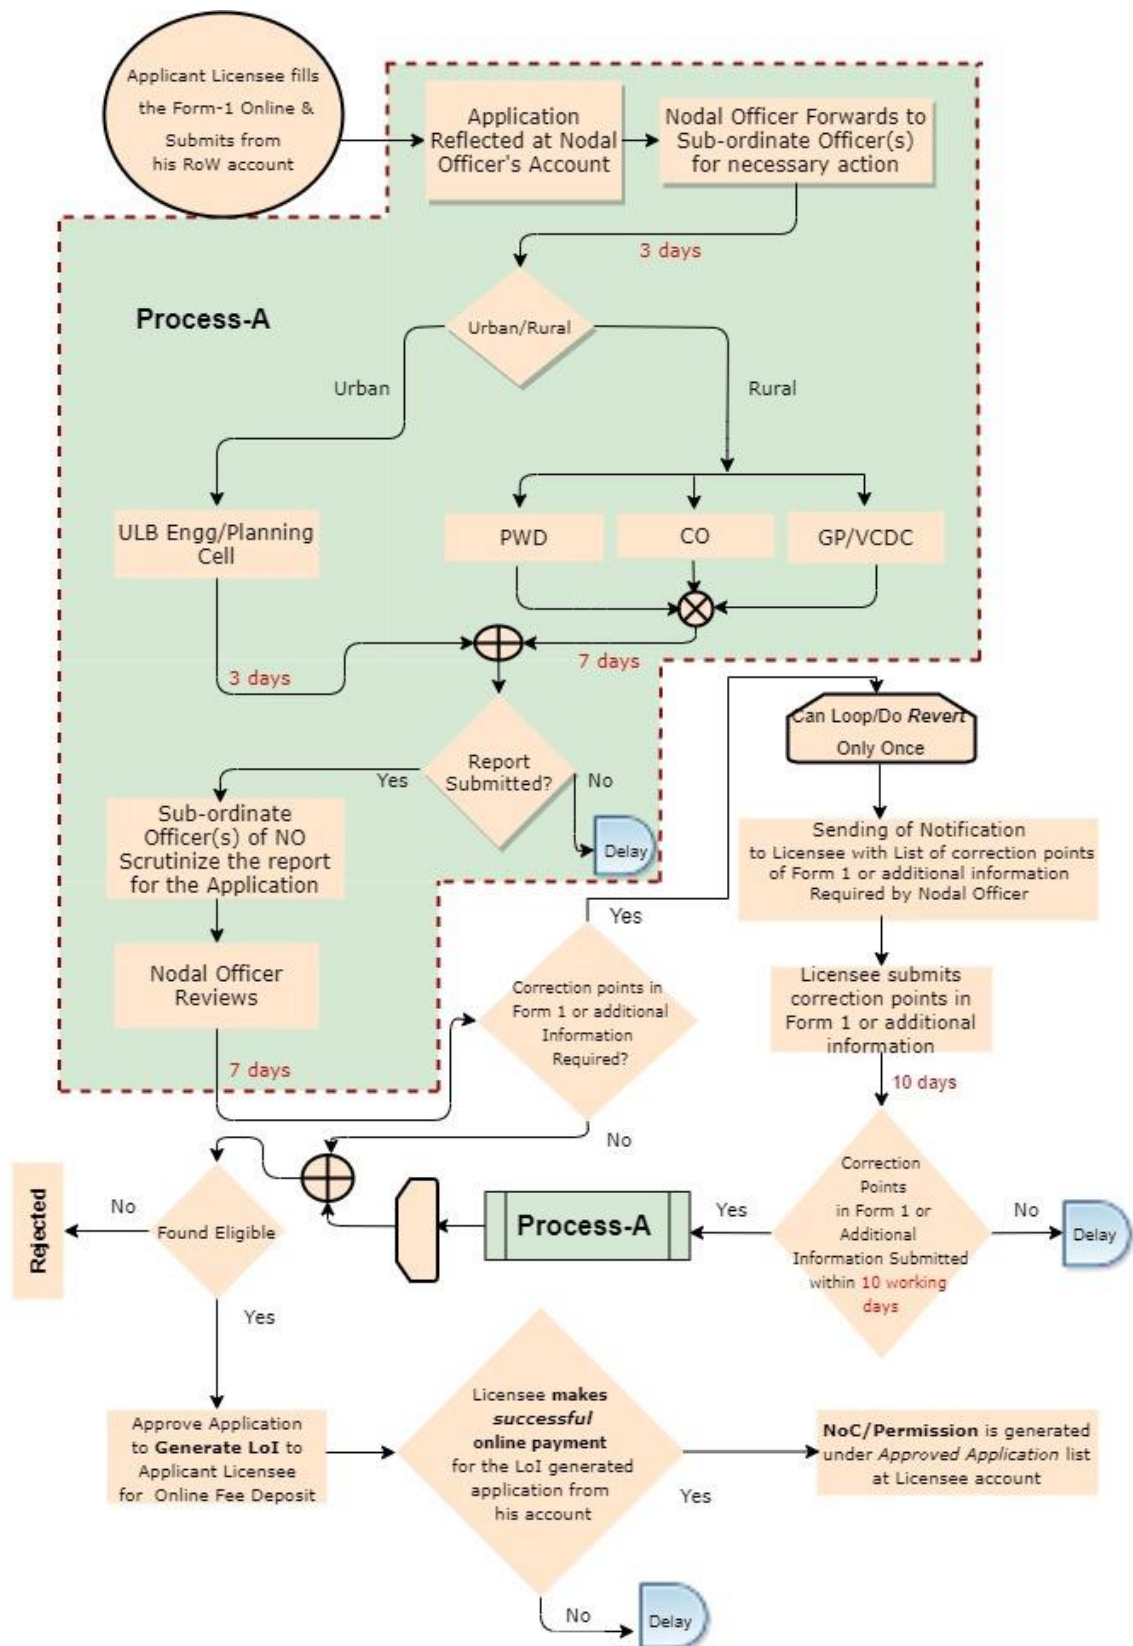 Applicant Licensee fills
the Form-1 Online &
Submits from
his RoW account
Application
Reflected at Nodal
Officer's Account
Nodal Officer Forwards to
Sub-ordinate Officer(s)
for necessary action
3 days
Process-A
Urban/Rural
Urban
Rural
ULB Engg/Planning
Cell
PWD
CO
GP/VCDC
3 days
7 days
Report
Submitted?
Yes
No
Delay
Sub-ordinate
Officer(s) of NO
Scrutinize the report
for the Application
Nodal Officer
Reviews
7 days
Can Loop/Do Revert
Only Once
Sending of Notification
to Licensee with List of correction points
of Form 1 or additional information
Required by Nodal Officer
Yes
Correction points in
Form 1 or additional
Information
Required?
No
Licensee submits
correction points in
Form 1 or additional
information
10 days
Correction
Points
in Form 1 or
Additional
Information Submitted
within 10 working
days
No
Delay
Yes
Process-A
Found Eligible
No
Rejected
Yes
Approve Application
to Generate LoI to
Applicant Licensee
for Online Fee Deposit
Licensee makes
successful
online payment
for the LoI generated
application from
his account
Yes
NoC/Permission is generated
under Approved Application list
at Licensee account
No
Delay